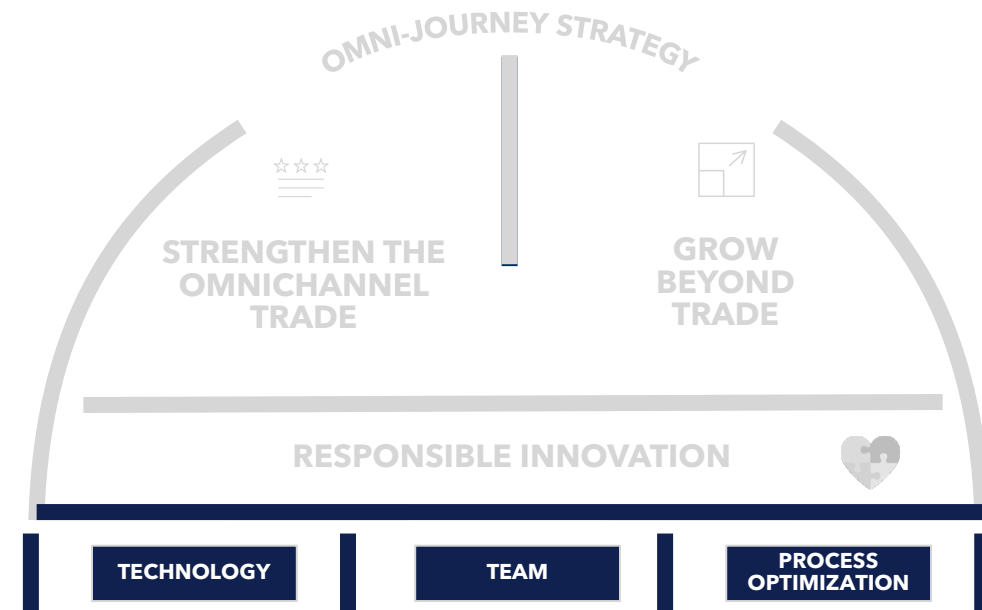 OMNI-JOURNEY STRATEGY
STRENGTHEN THE
OMNICHANNEL
TRADE
GROW
BEYOND
TRADE
RESPONSIBLE INNOVATION
TECHNOLOGY
TEAM
PROCESS
OPTIMIZATION